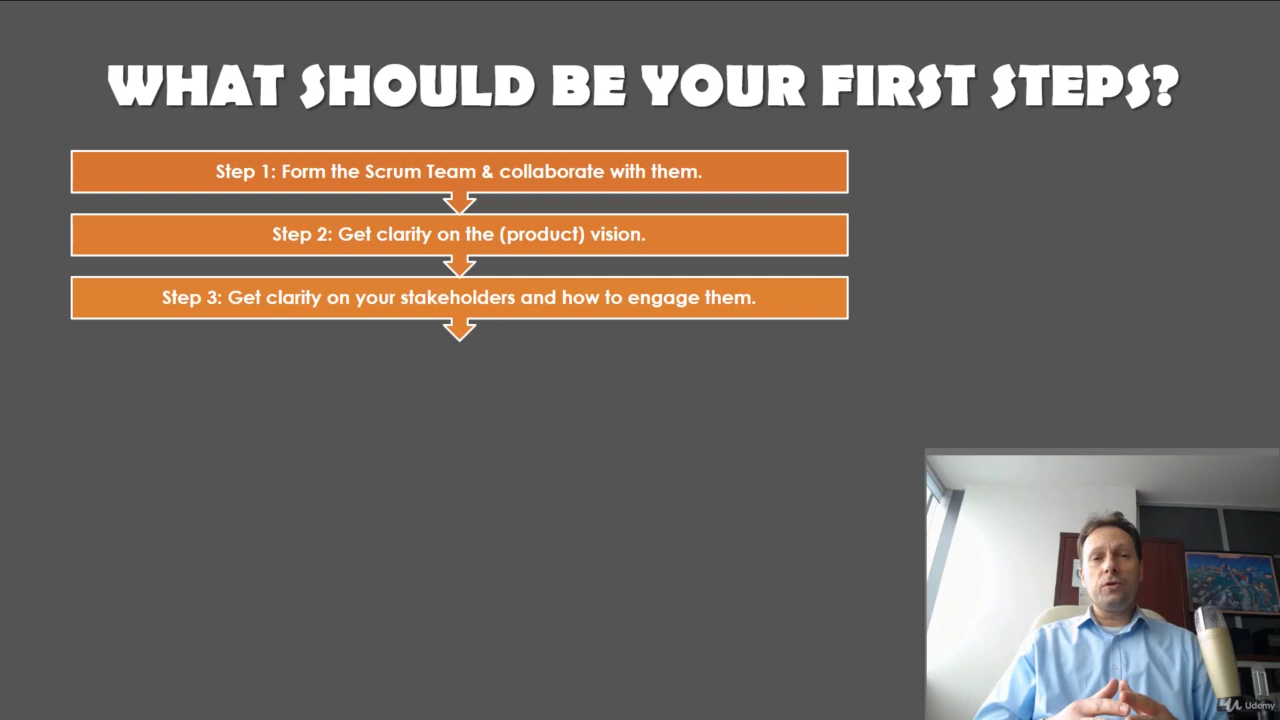 WHAT SHOULD BE YOUR FIRST STEPS?
Step 1: Form the Scrum Team & collaborate with them.
Step 2: Get clarity on the (product) vision.
Step 3: Get clarity on your stakeholders and how to engage them.
Udemy